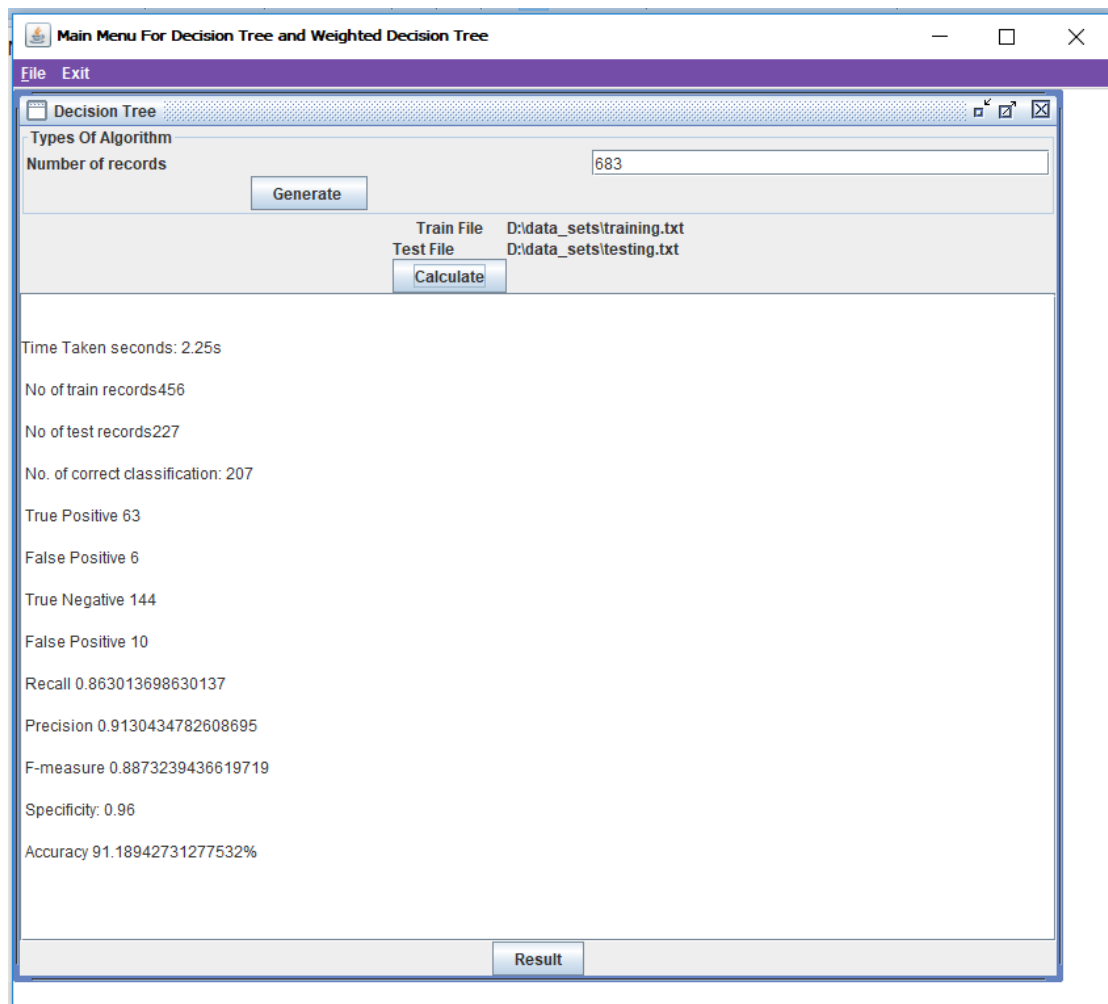 Main Menu For Decision Tree and Weighted Decision Tree
File Exit
Decision Tree
Types Of Algorithm
Number of records 683
Generate
Train File D:\data_sets\training.txt
Test File D:\data_sets\testing.txt
Calculate
Time Taken seconds: 2.25s
No of train records456
No of test records227
No. of correct classification: 207
True Positive 63
False Positive 6
True Negative 144
False Positive 10
Recall 0.863013698630137
Precision 0.9130434782608695
F-measure 0.8873239436619719
Specificity: 0.96
Accuracy 91.18942731277532%
Result